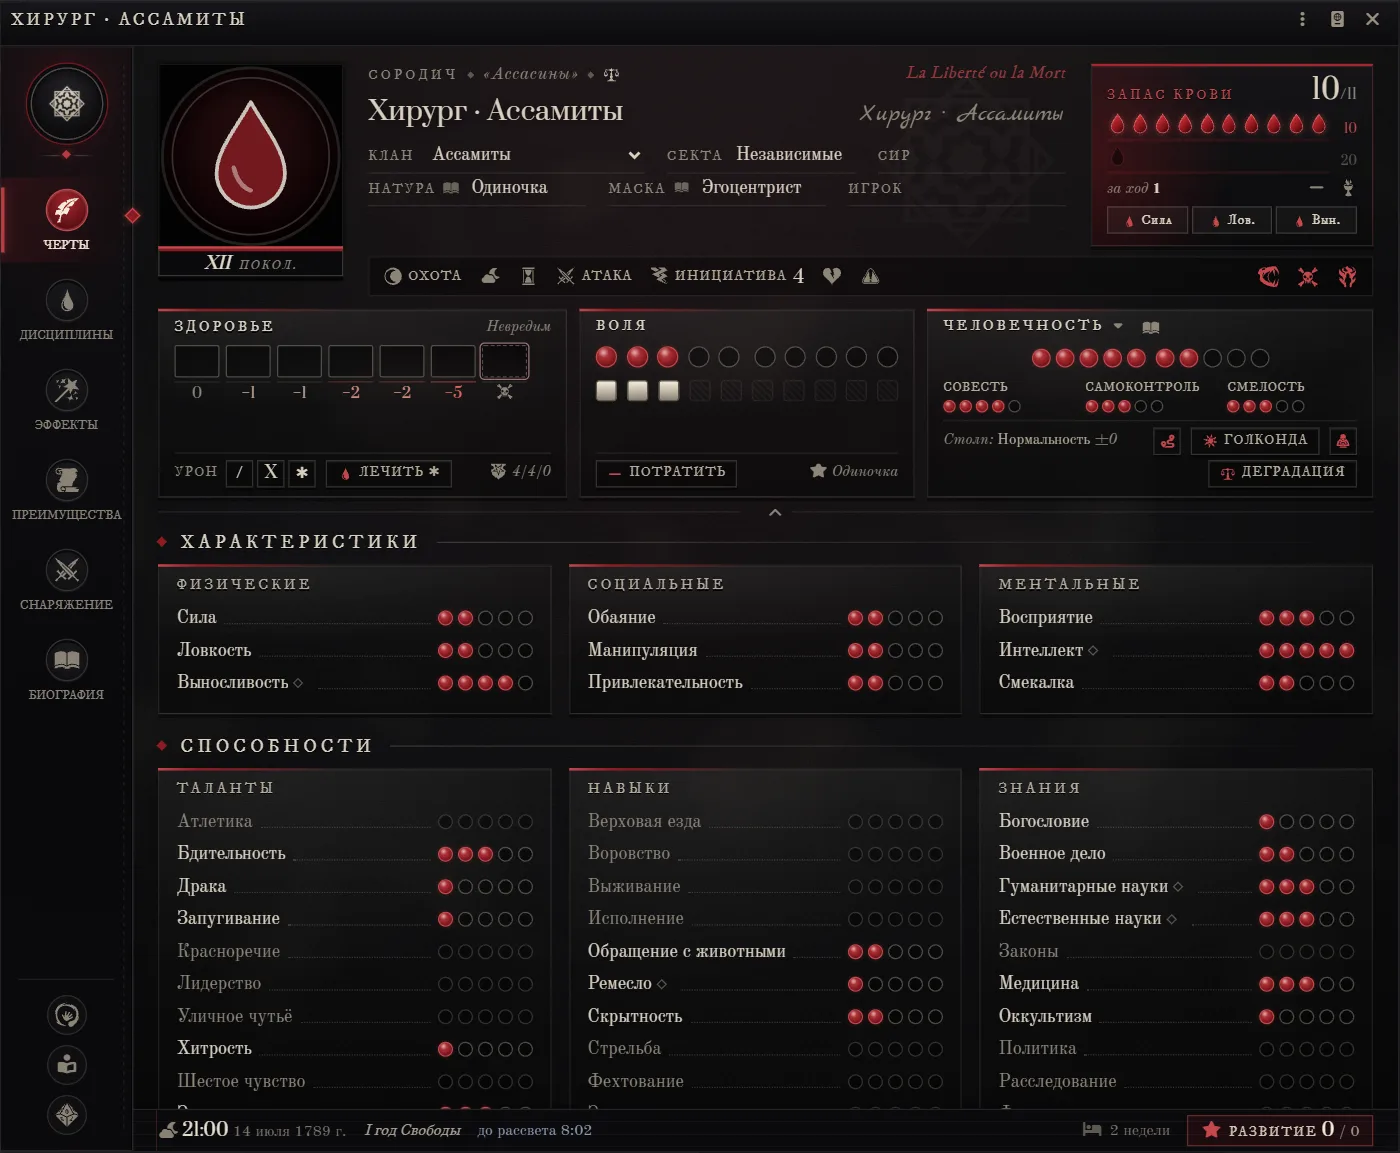 ХИРУРГ · АССАМИТЫ
ЧЕРТЫ
ДИСЦИПЛИНЫ
ЭФФЕКТЫ
ПРЕИМУЩЕСТВА
СНАРЯЖЕНИЕ
БИОГРАФИЯ
XII ПОКОЛ.
СОРОДИЧ «Ассасины» La Liberté ou la Mort
Хирург · Ассамиты Хирург · Ассамиты
КЛАН Ассамиты СЕКТА Независимые СИР
НАТУРА Одиночка МАСКА Эгоцентрист ИГРОК
ЗАПАС КРОВИ 10/11
10
20
за ход 1
Сила Лов. Вын.
ОХОТА АТАКА ИНИЦИАТИВА 4
ЗДОРОВЬЕ Невредим
0 -1 -1 -2 -2 -5
УРОН / X ✱ ЛЕЧИТЬ ✱ 4/4/0
ВОЛЯ
ПОТРАТИТЬ Одиночка
ЧЕЛОВЕЧНОСТЬ
СОВЕСТЬ САМОКОНТРОЛЬ СМЕЛОСТЬ
Столп: Нормальность ±0 ГОЛКОНДА
ДЕГРАДАЦИЯ
ХАРАКТЕРИСТИКИ
ФИЗИЧЕСКИЕ
Сила
Ловкость
Выносливость
СОЦИАЛЬНЫЕ
Обаяние
Манипуляция
Привлекательность
МЕНТАЛЬНЫЕ
Восприятие
Интеллект
Смекалка
СПОСОБНОСТИ
ТАЛАНТЫ
Атлетика
Бдительность
Драка
Запугивание
Красноречие
Лидерство
Уличное чутьё
Хитрость
Шестое чувство
НАВЫКИ
Верховая езда
Воровство
Выживание
Исполнение
Обращение с животными
Ремесло
Скрытность
Стрельба
Фехтование
ЗНАНИЯ
Богословие
Военное дело
Гуманитарные науки
Естественные науки
Законы
Медицина
Оккультизм
Политика
Расследование
21:00 14 июля 1789 г. I год Свободы до рассвета 8:02 2 недели РАЗВИТИЕ 0 / 0